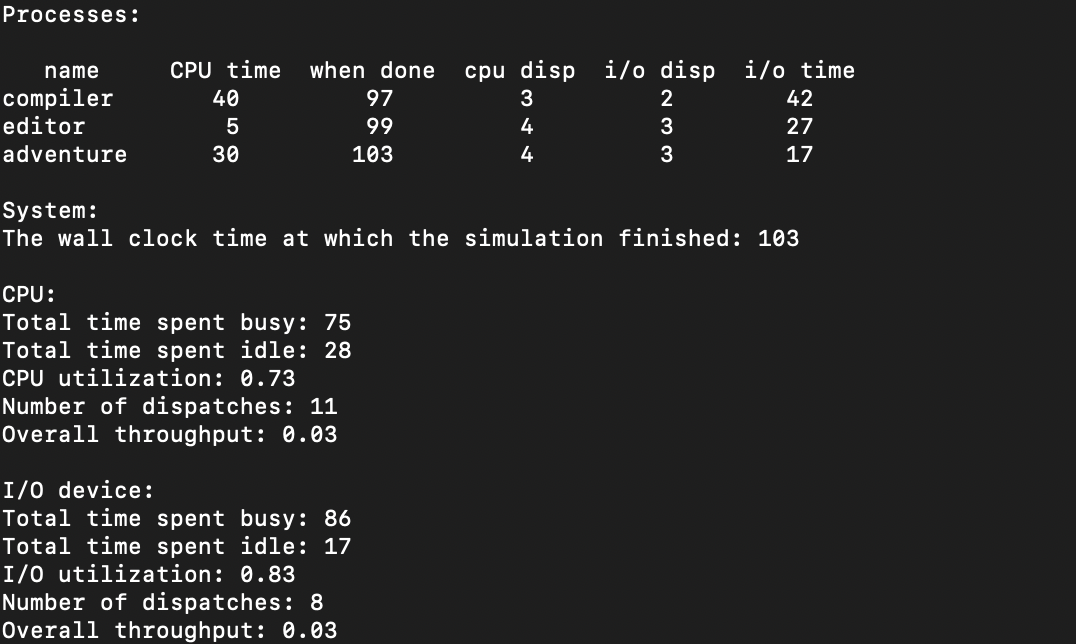 Processes:
   name     CPU time  when done  cpu disp  i/o disp  i/o time
compiler       40         97         3         2        42
editor          5         99         4         3        27
adventure      30        103         4         3        17
System:
The wall clock time at which the simulation finished: 103
CPU:
Total time spent busy: 75
Total time spent idle: 28
CPU utilization: 0.73
Number of dispatches: 11
Overall throughput: 0.03
I/O device:
Total time spent busy: 86
Total time spent idle: 17
I/O utilization: 0.83
Number of dispatches: 8
Overall throughput: 0.03